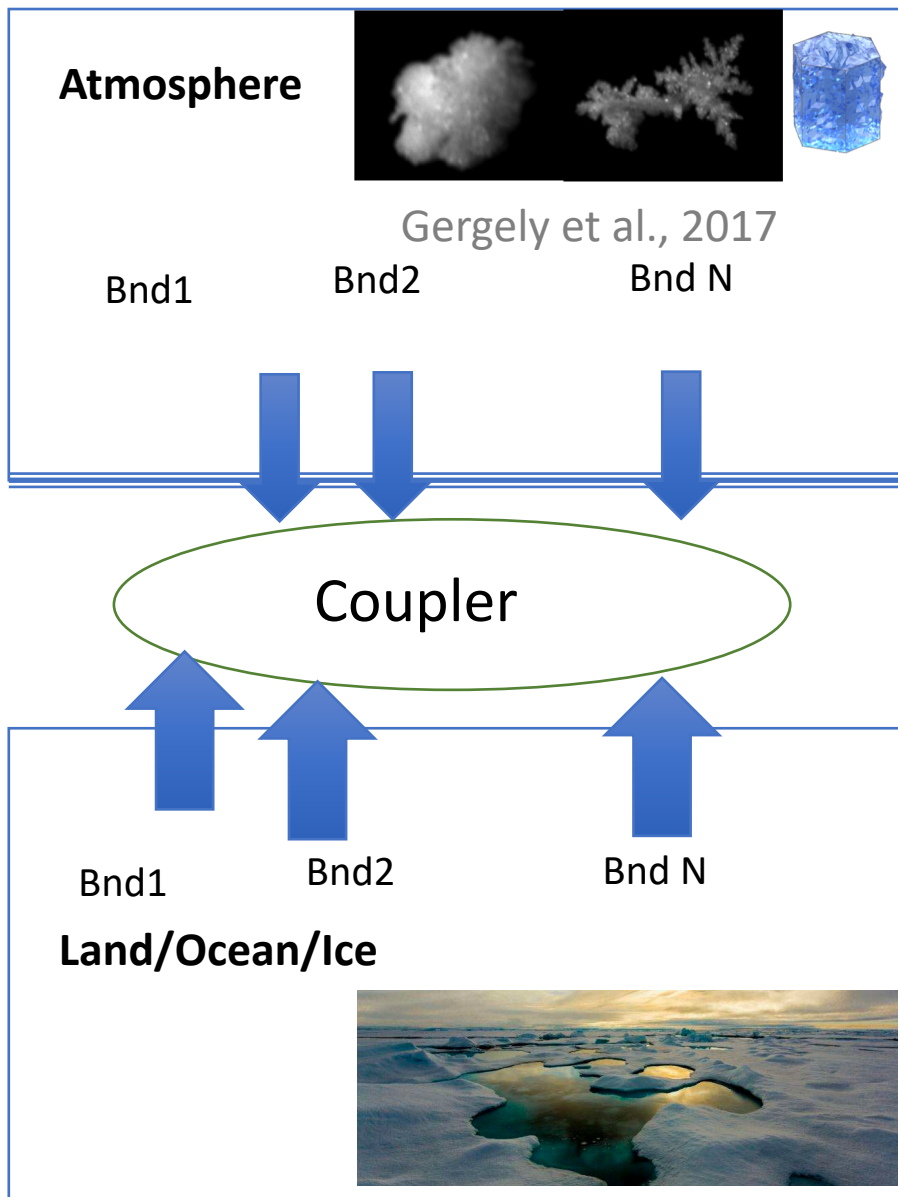 Atmosphere
Gergely et al., 2017
Bnd1
Bnd2
Bnd N
Coupler
Bnd1
Bnd2
Bnd N
Land/Ocean/Ice